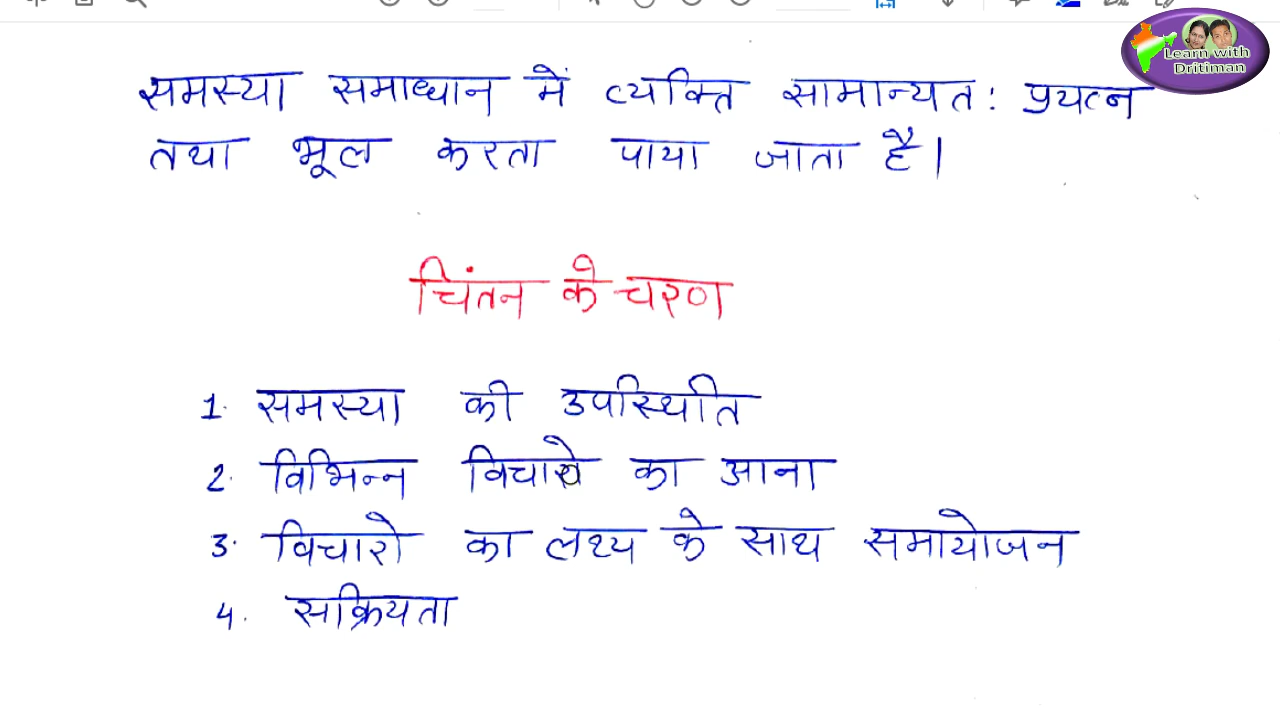 Learn with
Dritiman
समस्या समाध्धान में व्यक्ति सामान्यत: प्रयत्न
तथा भूल करता पाया जाता है।
चिंतन के चरण
1. समस्या की उपस्थिति
2. विभिन्न विचारो का आना
3. विचारो का लक्ष्य के साथ समायोजन
4. सक्रियता